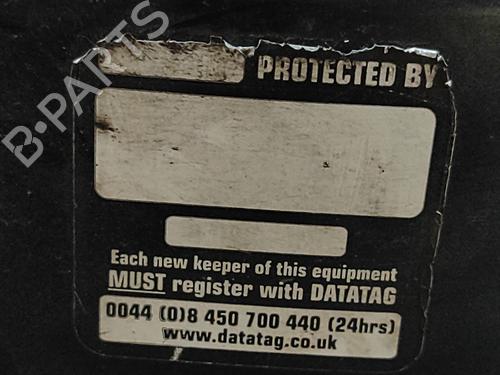 PROTECTED BY
Each new keeper of this equipment
MUST register with DATATAG
0044 (0)8 450 700 440 (24hrs)
www.datatag.co.uk
B-PARTS